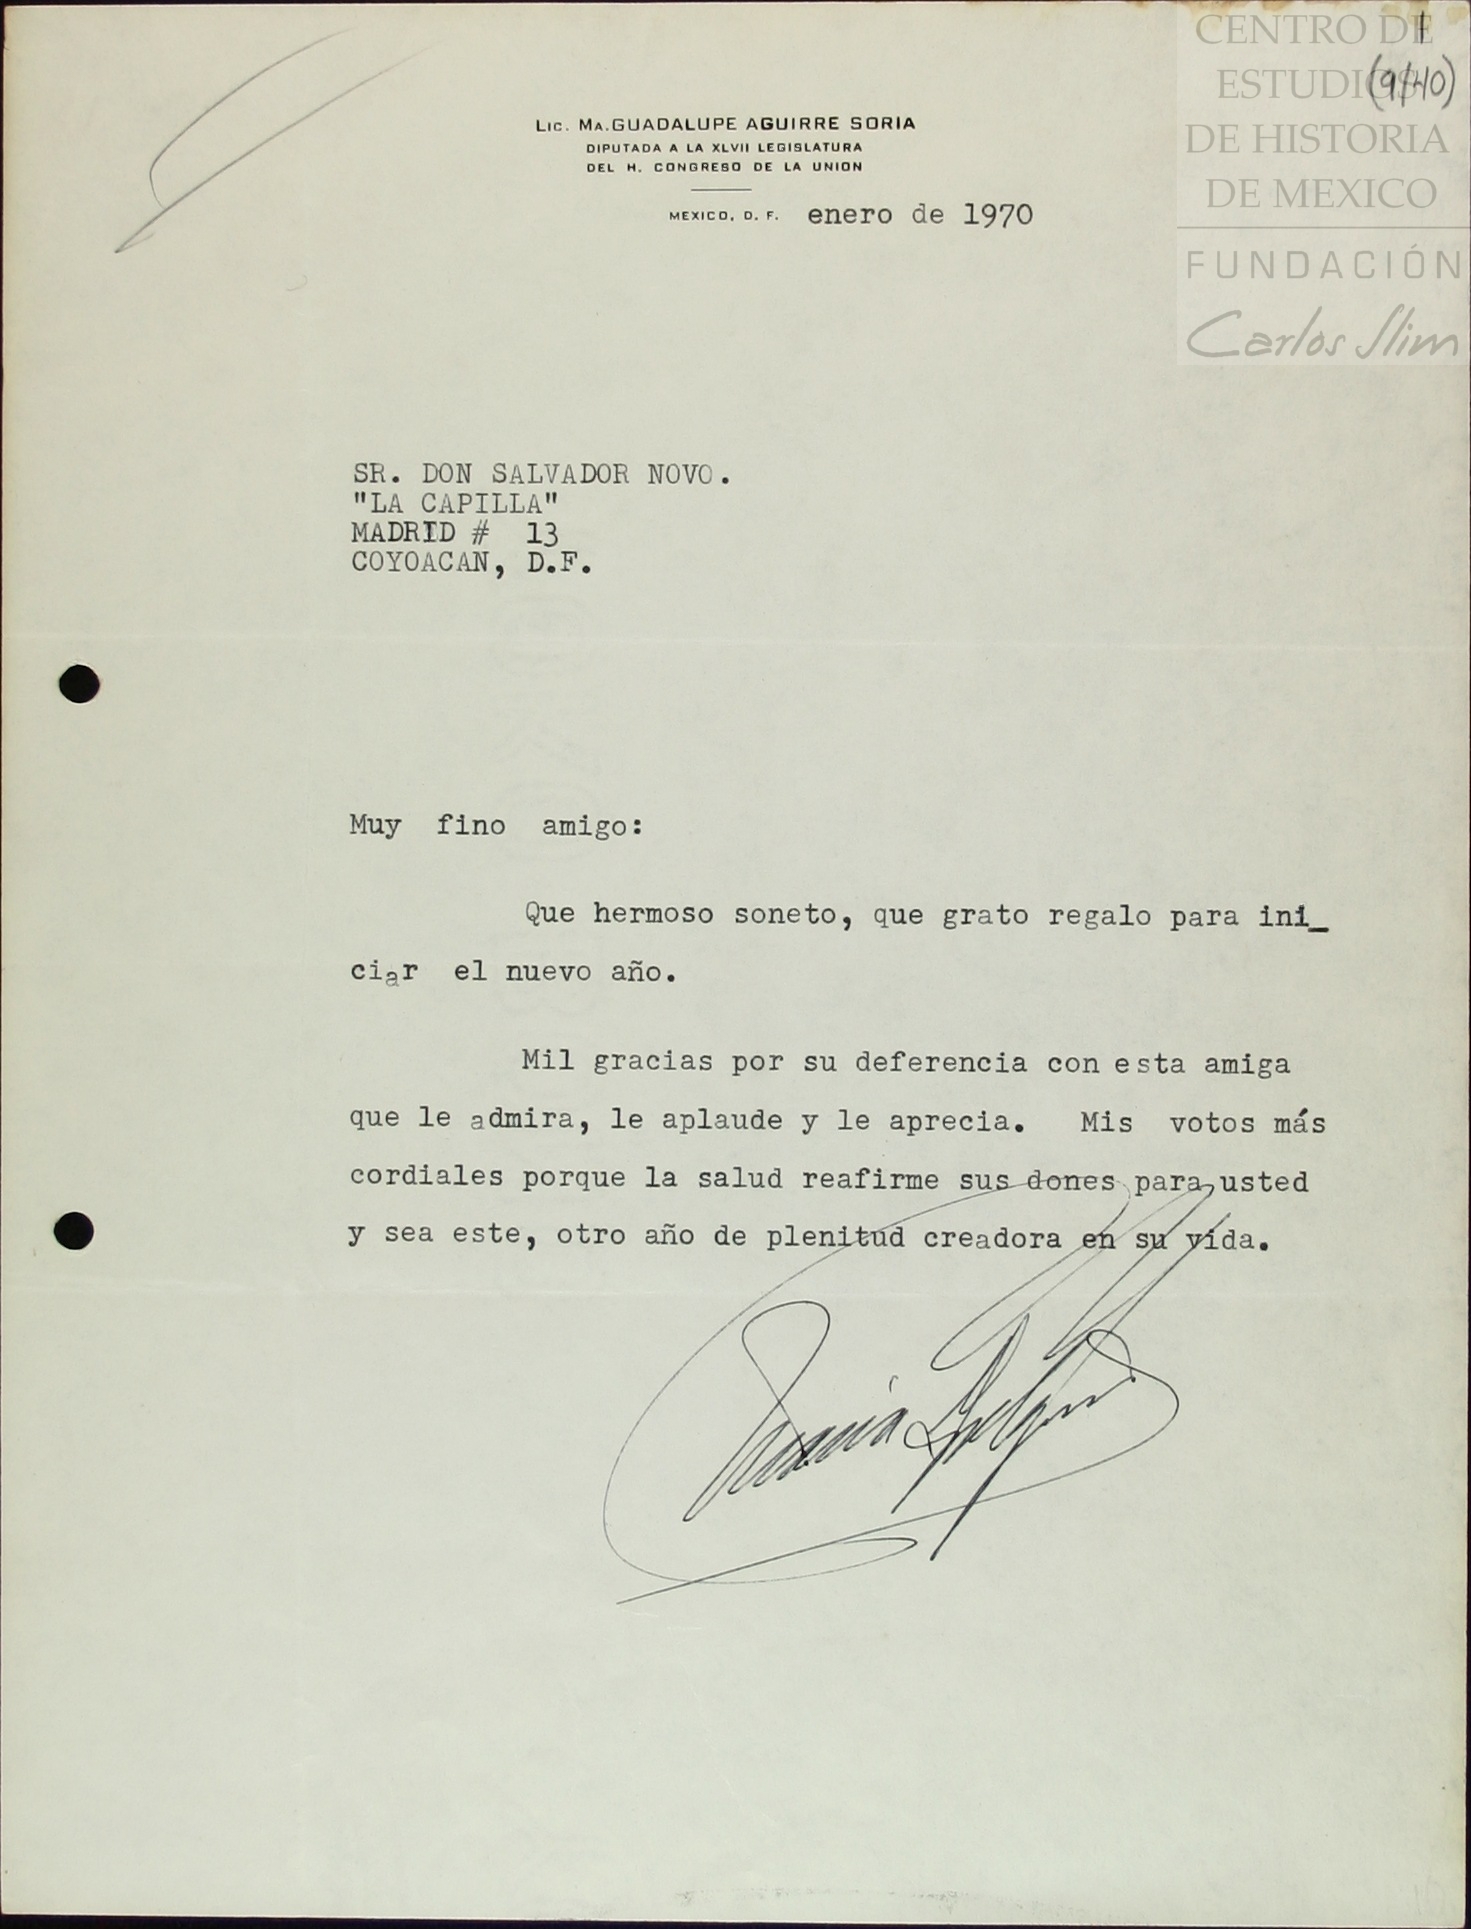 CENTRO DE
ESTUDIOS
(9/40)
DE HISTORIA
DE MEXICO
FUNDACIÓN
Carlos Slim
LIC. MA. GUADALUPE AGUIRRE SORIA
DIPUTADA A LA XLVII LEGISLATURA
DEL H. CONGRESO DE LA UNION
MEXICO, D. F. enero de 1970
SR. DON SALVADOR NOVO.
"LA CAPILLA"
MADRID # 13
COYOACAN, D.F.
Muy fino amigo:
Que hermoso soneto, que grato regalo para ini_
ciar el nuevo año.
Mil gracias por su deferencia con esta amiga
que le admira, le aplaude y le aprecia. Mis votos más
cordiales porque la salud reafirme sus dones para usted
y sea este, otro año de plenitud creadora en su vida.